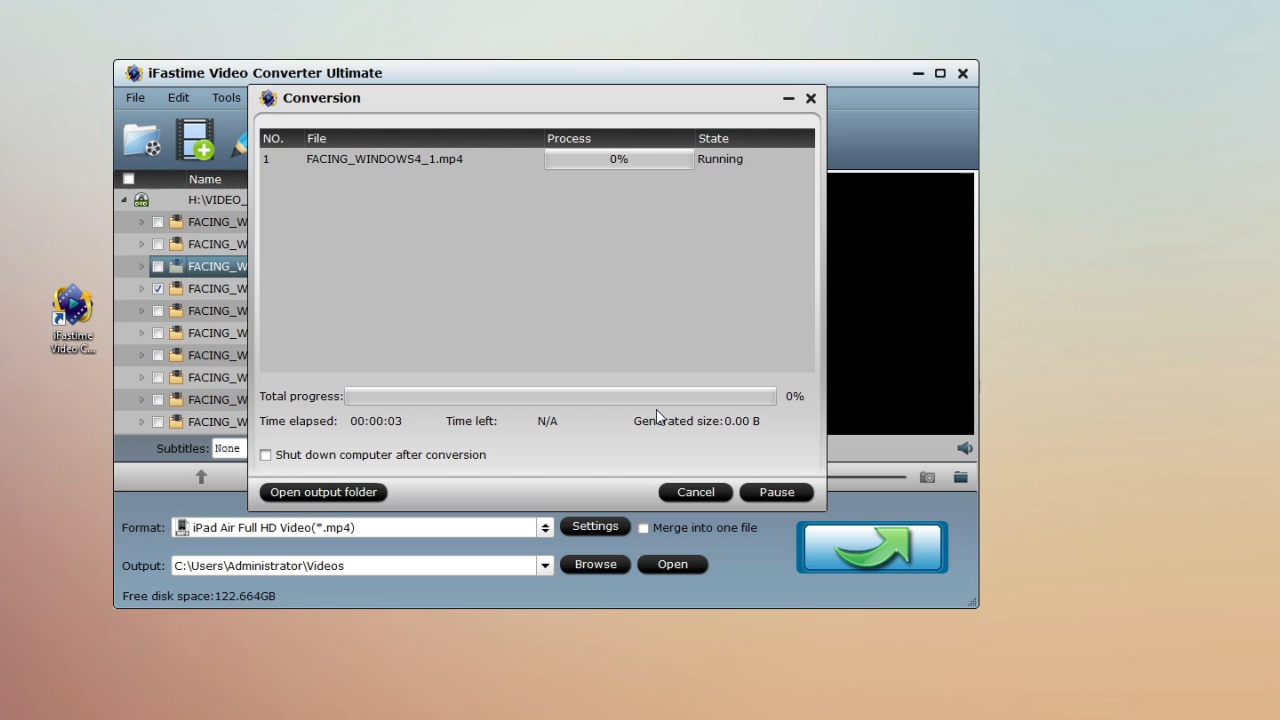 iFastime Video Converter Ultimate
File Edit Tools
Conversion
NO. File Process State
1 FACING_WINDOWS4_1.mp4 0% Running
Name
H:\VIDEO_
FACING_W
FACING_W
FACING_W
FACING_W
FACING_W
FACING_W
FACING_W
FACING_W
FACING_W
FACING_W
iFastime
Video C...
Total progress: 0%
Time elapsed: 00:00:03 Time left: N/A Generated size:0.00 B
Subtitles: None
Shut down computer after conversion
Open output folder Cancel Pause
Format: iPad Air Full HD Video(*.mp4) Settings Merge into one file
Output: C:\Users\Administrator\Videos Browse Open
Free disk space:122.664GB